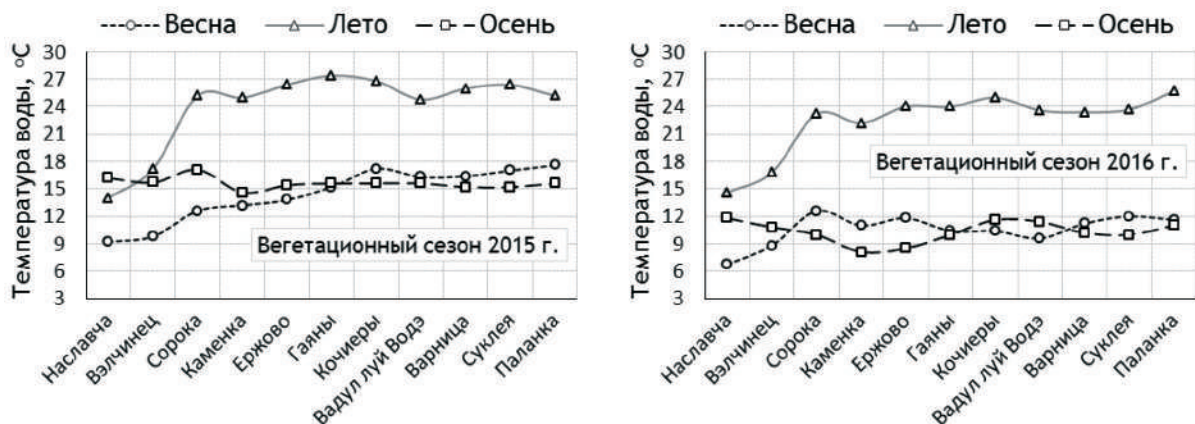 Весна Лето Осень
Температура воды, °C
30
27
24
21
18
15
12
9
6
3
Вегетационный сезон 2015 г.
Наславча
Вэлчинец
Сорока
Каменка
Ержово
Гаяны
Кочиеры
Вадул луй Водэ
Варница
Суклея
Паланка
Весна Лето Осень
Температура воды, °C
30
27
24
21
18
15
12
9
6
3
Вегетационный сезон 2016 г.
Наславча
Вэлчинец
Сорока
Каменка
Ержово
Гаяны
Кочиеры
Вадул луй Водэ
Варница
Суклея
Паланка